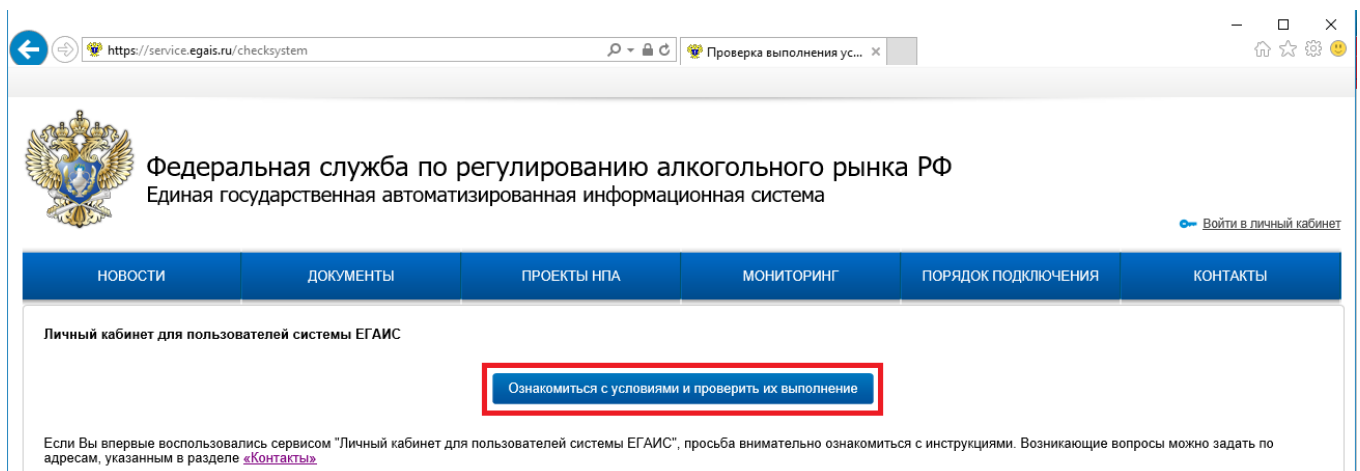 https://service.egais.ru/checksystem
Проверка выполнения ус...
Федеральная служба по регулированию алкогольного рынка РФ
Единая государственная автоматизированная информационная система
Войти в личный кабинет
НОВОСТИ ДОКУМЕНТЫ ПРОЕКТЫ НПА МОНИТОРИНГ ПОРЯДОК ПОДКЛЮЧЕНИЯ КОНТАКТЫ
Личный кабинет для пользователей системы ЕГАИС
Ознакомиться с условиями и проверить их выполнение
Если Вы впервые воспользовались сервисом "Личный кабинет для пользователей системы ЕГАИС", просьба внимательно ознакомиться с инструкциями. Возникающие вопросы можно задать по
адресам, указанным в разделе «Контакты»